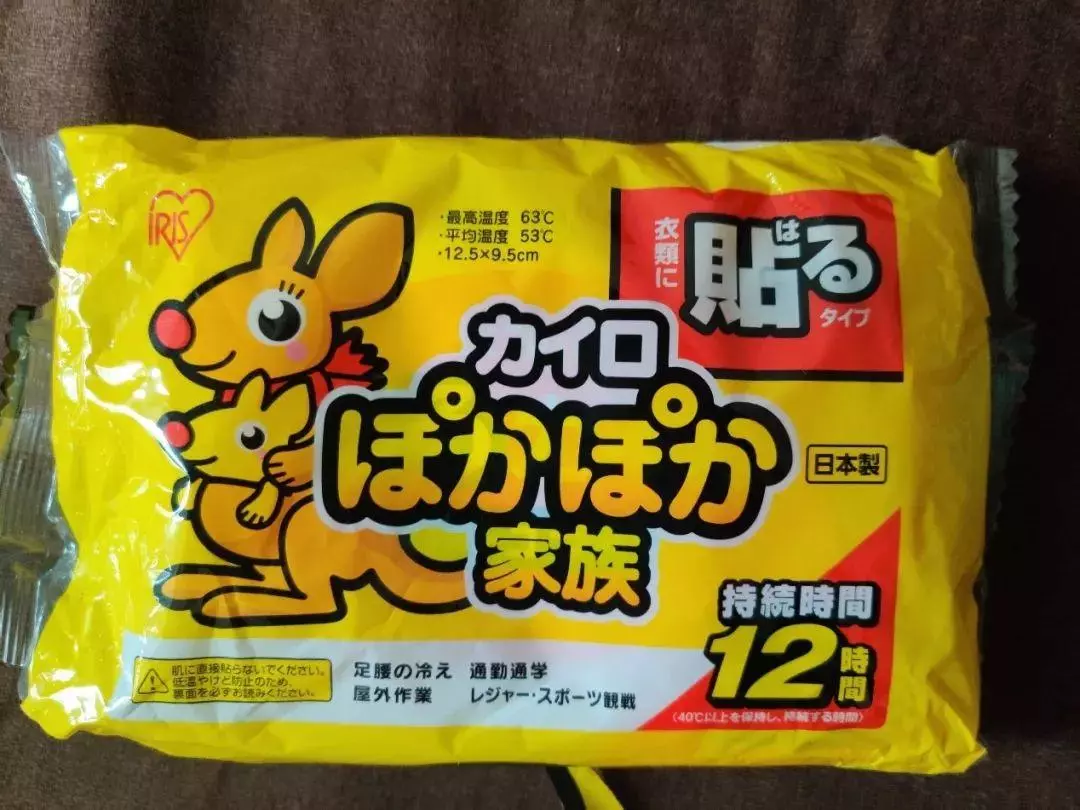 IRIS
・最高温度 63℃
・平均温度 53℃
・12.5×9.5cm
衣類に
貼る
は
タイプ
カイロ
ぽかぽか
家族
日本製
持続時間
12時間
〈40℃以上を保持し、持続する時間〉
肌に直接貼らないでください。
低温やけど防止のため、
裏面を必ずお読みください。
足腰の冷え 通勤通学
屋外作業 レジャー・スポーツ観戦